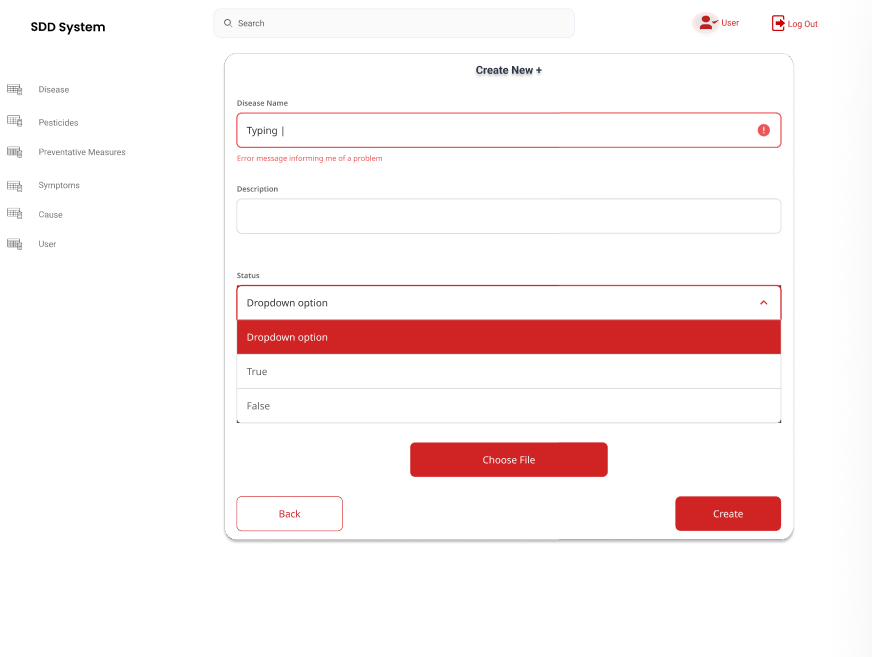 SDD System
Search
User
Log Out
Disease
Pesticides
Preventative Measures
Symptoms
Cause
User
Create New +
Disease Name
Typing |
Error message informing me of a problem
Description
Status
Dropdown option
Dropdown option
True
False
Choose File
Back
Create